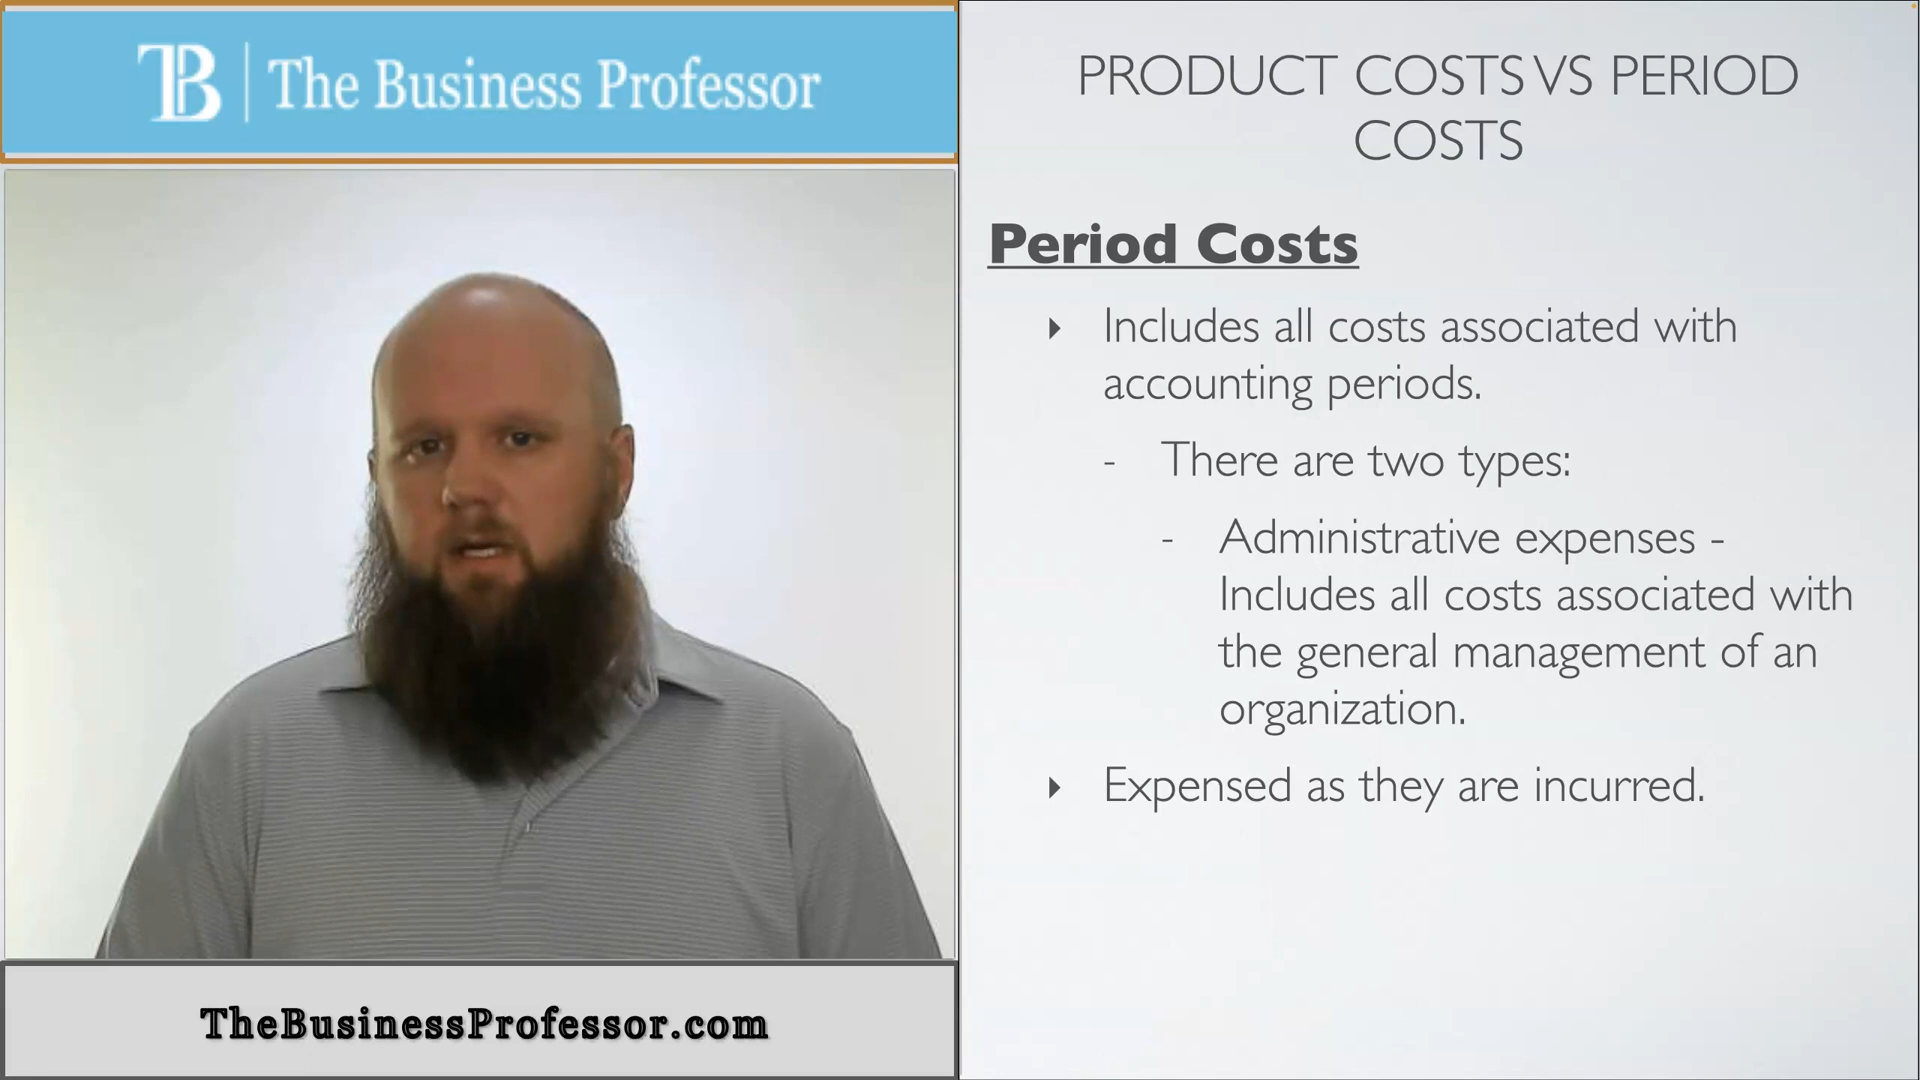 TB | The Business Professor
PRODUCT COSTS VS PERIOD
COSTS
Period Costs
‣ Includes all costs associated with
accounting periods.
- There are two types:
- Administrative expenses -
Includes all costs associated with
the general management of an
organization.
‣ Expensed as they are incurred.
TheBusinessProfessor.com